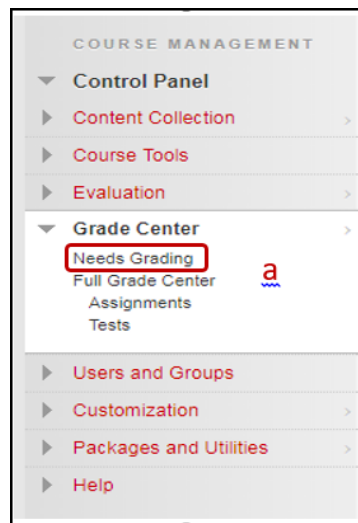 COURSE MANAGEMENT
Control Panel
Content Collection
Course Tools
Evaluation
Grade Center
Needs Grading
a
Full Grade Center
Assignments
Tests
Users and Groups
Customization
Packages and Utilities
Help